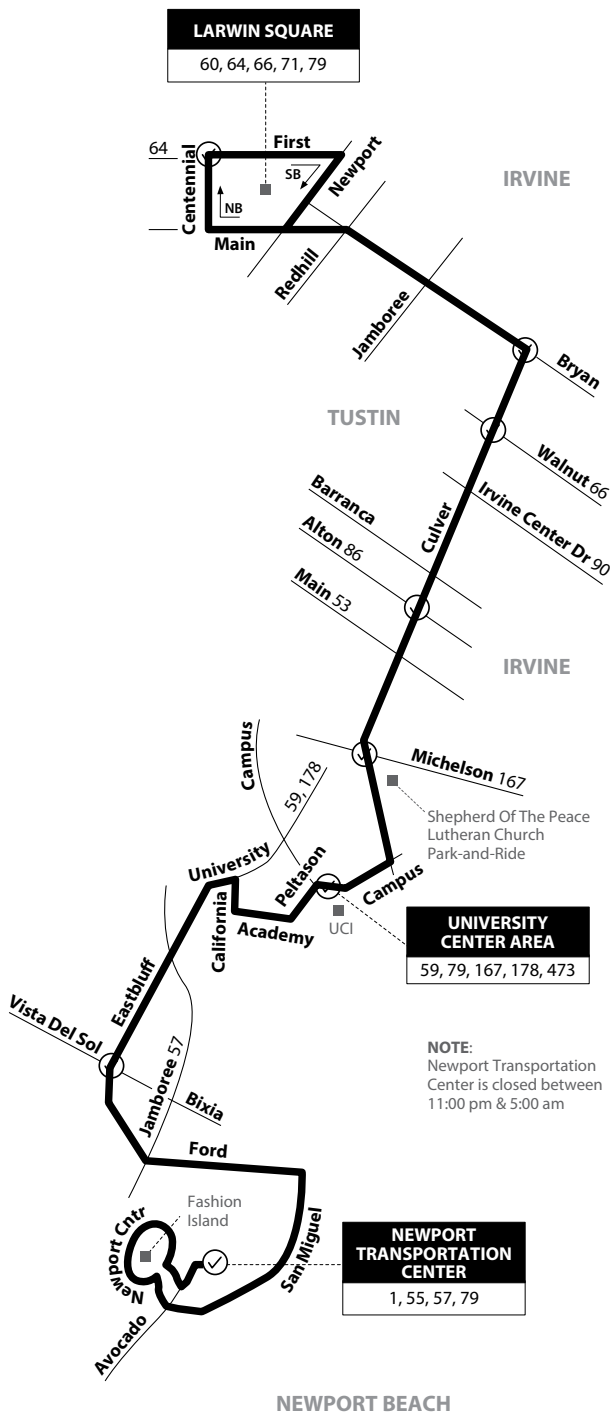 LARWIN SQUARE
60, 64, 66, 71, 79
64
First
Centennial
SB
Newport
NB
Main
Redhill
IRVINE
Jamboree
Bryan
TUSTIN
Walnut 66
Irvine Center Dr 90
Culver
Barranca
Alton 86
Main 53
IRVINE
Campus
Michelson 167
59, 178
Shepherd Of The Peace
Lutheran Church
Park-and-Ride
University
Peltason
Campus
California
Academy
UCI
UNIVERSITY
CENTER AREA
59, 79, 167, 178, 473
Eastbluff
Vista Del Sol
Jamboree 57
Bixia
NOTE:
Newport Transportation
Center is closed between
11:00 pm & 5:00 am
Ford
Fashion
Island
Newport Cntr
San Miguel
NEWPORT
TRANSPORTATION
CENTER
1, 55, 57, 79
Avocado
NEWPORT BEACH